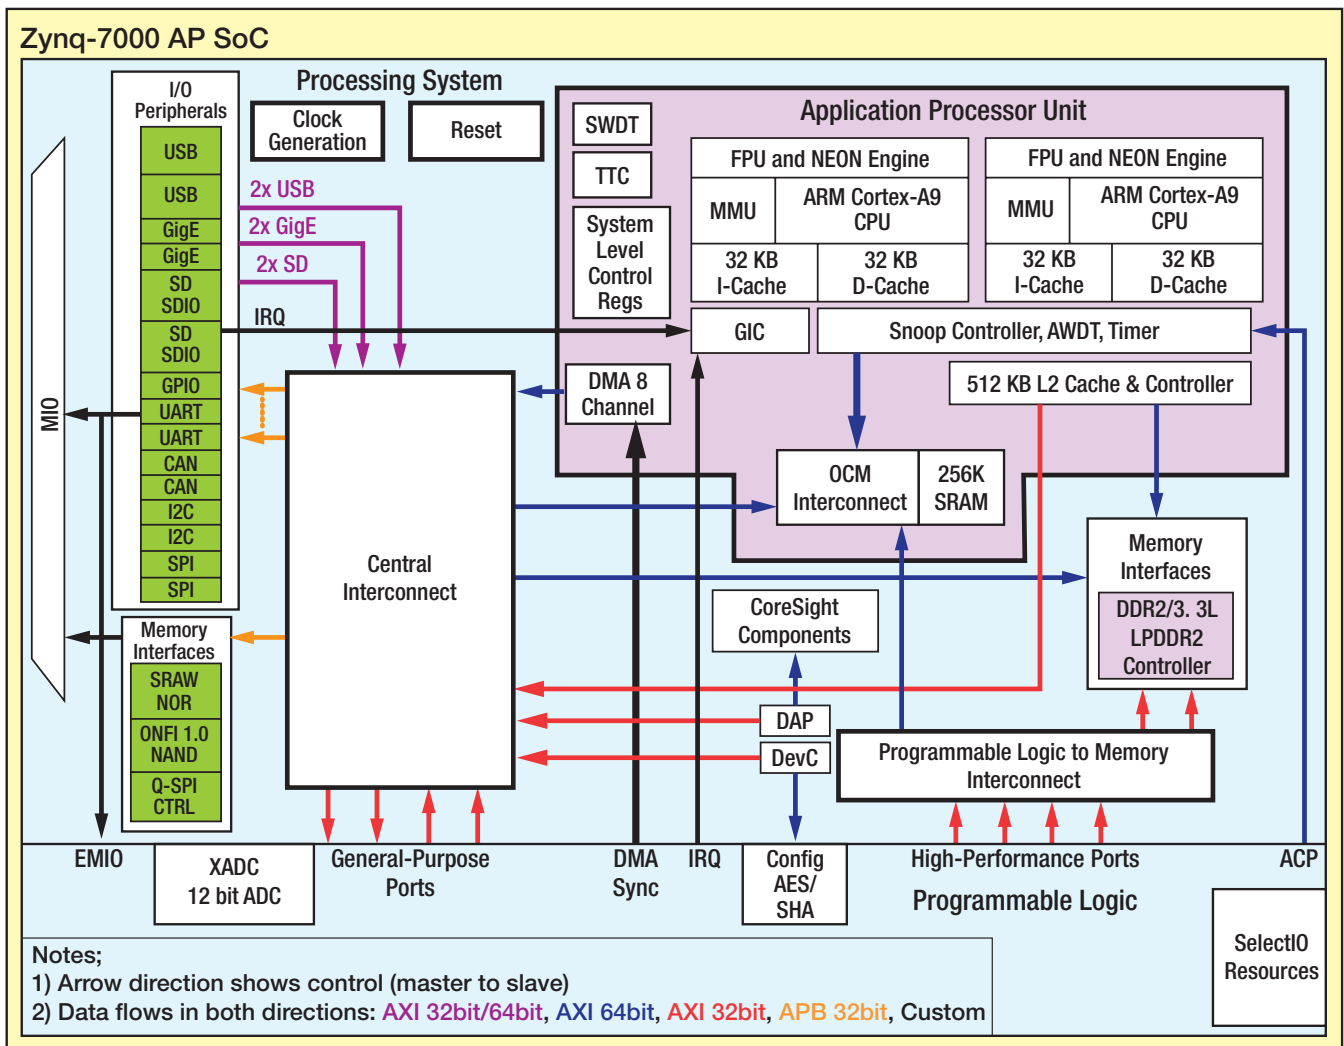 Zynq-7000 AP SoC
Processing System
I/O
Peripherals
USB
USB
GigE
GigE
SD
SDIO
SD
SDIO
GPIO
UART
UART
CAN
CAN
I2C
I2C
SPI
SPI
MIO
Clock
Generation
Reset
2x USB
2x GigE
2x SD
IRQ
Application Processor Unit
SWDT
TTC
System
Level
Control
Regs
FPU and NEON Engine
MMU
ARM Cortex-A9
CPU
32 KB
I-Cache
32 KB
D-Cache
FPU and NEON Engine
MMU
ARM Cortex-A9
CPU
32 KB
I-Cache
32 KB
D-Cache
GIC
Snoop Controller, AWDT, Timer
DMA 8
Channel
512 KB L2 Cache & Controller
OCM
Interconnect
256K
SRAM
Central
Interconnect
Memory
Interfaces
DDR2/3. 3L
LPDDR2
Controller
CoreSight
Components
DAP
DevC
Programmable Logic to Memory
Interconnect
Memory
Interfaces
SRAW
NOR
ONFI 1.0
NAND
Q-SPI
CTRL
EMIO
XADC
12 bit ADC
General-Purpose
Ports
DMA
Sync
IRQ
Config
AES/
SHA
High-Performance Ports
ACP
Programmable Logic
SelectIO
Resources
Notes;
1) Arrow direction shows control (master to slave)
2) Data flows in both directions: AXI 32bit/64bit, AXI 64bit, AXI 32bit, APB 32bit, Custom